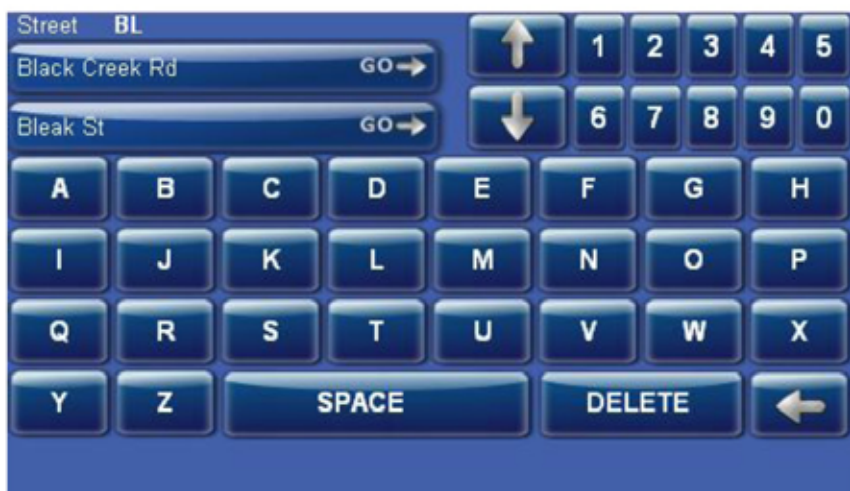 Street BL
Black Creek Rd GO
Bleak St GO
1 2 3 4 5
6 7 8 9 0
A B C D E F G H
I J K L M N O P
Q R S T U V W X
Y Z SPACE DELETE